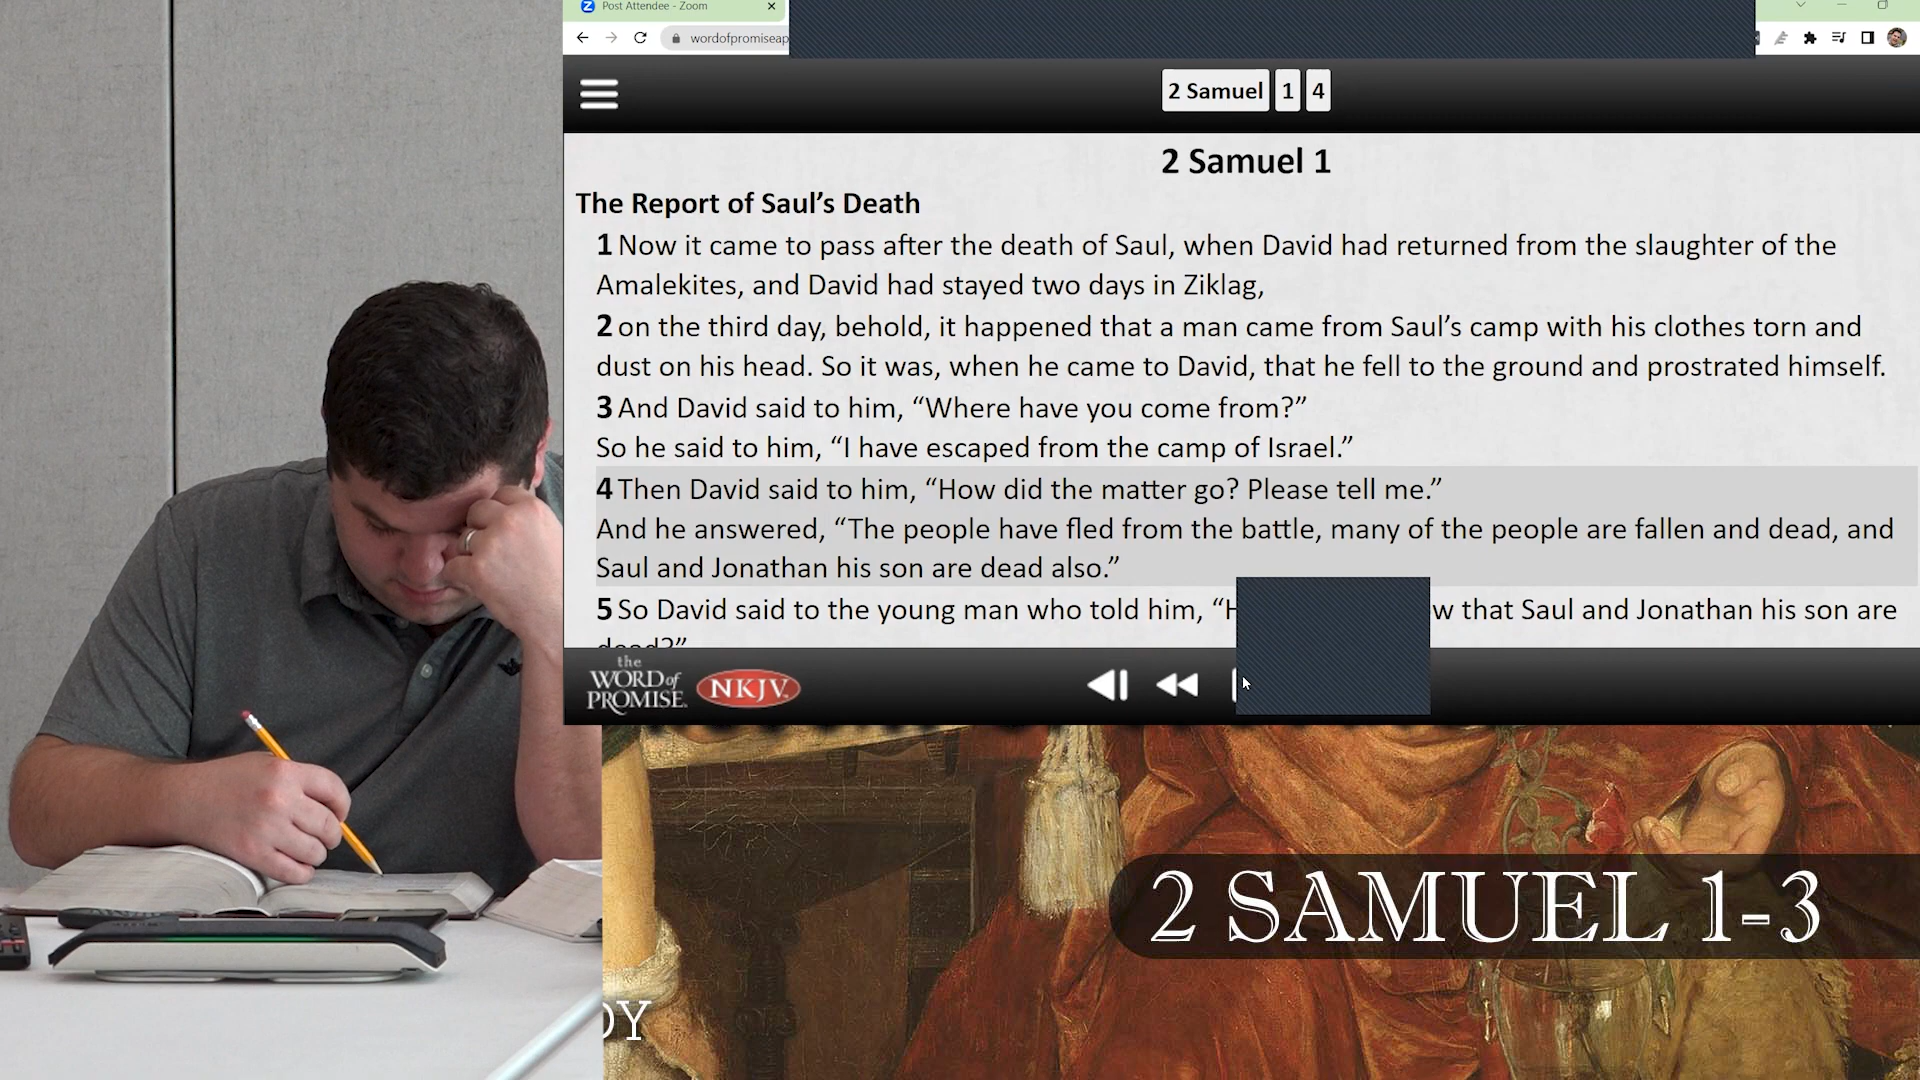 Post Attendee - Zoom
wordofpromiseap
2 Samuel 1 4
2 Samuel 1
The Report of Saul’s Death
1 Now it came to pass after the death of Saul, when David had returned from the slaughter of the
Amalekites, and David had stayed two days in Ziklag,
2 on the third day, behold, it happened that a man came from Saul’s camp with his clothes torn and
dust on his head. So it was, when he came to David, that he fell to the ground and prostrated himself.
3 And David said to him, “Where have you come from?”
So he said to him, “I have escaped from the camp of Israel.”
4 Then David said to him, “How did the matter go? Please tell me.”
And he answered, “The people have fled from the battle, many of the people are fallen and dead, and
Saul and Jonathan his son are dead also.”
5 So David said to the young man who told him, “H w that Saul and Jonathan his son are
dead?”
the
WORD of
PROMISE
NKJV
2 SAMUEL 1-3
DY